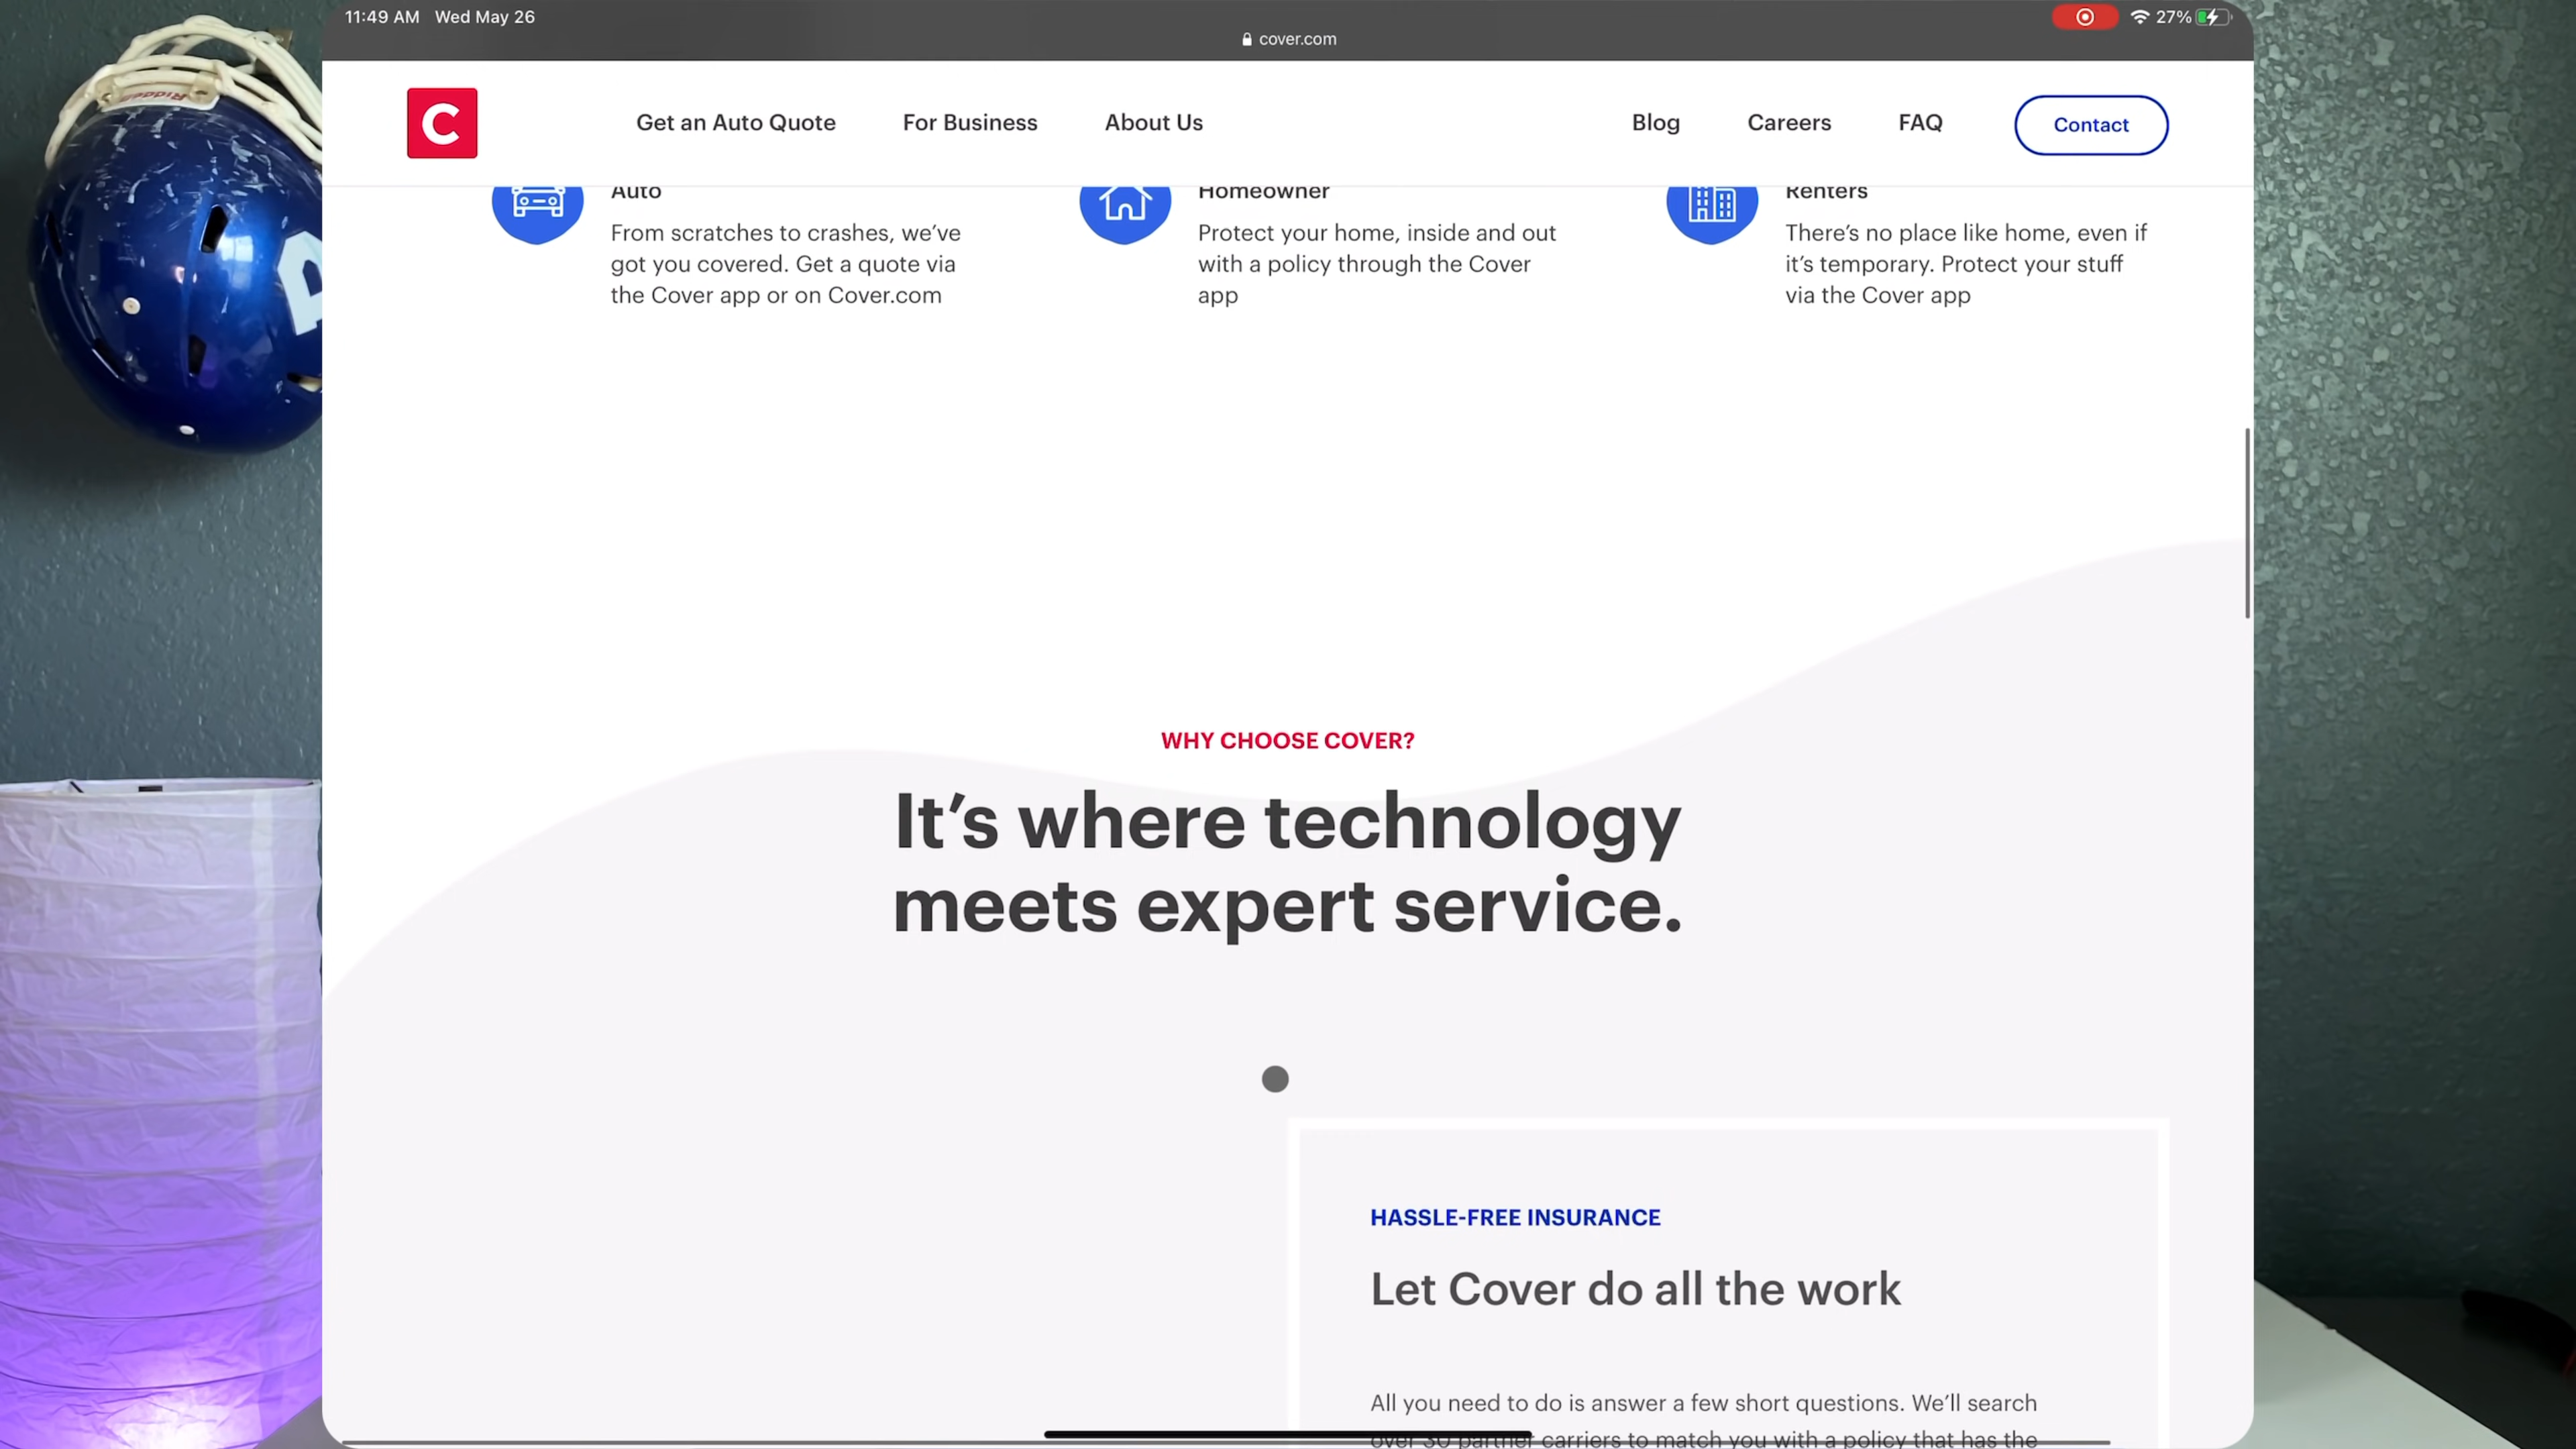 11:49 AM Wed May 26
27%
cover.com
C
Get an Auto Quote
For Business
About Us
Blog
Careers
FAQ
Contact
Auto
From scratches to crashes, we've
got you covered. Get a quote via
the Cover app or on Cover.com
Homeowner
Protect your home, inside and out
with a policy through the Cover
app
Renters
There's no place like home, even if
it's temporary. Protect your stuff
via the Cover app
WHY CHOOSE COVER?
It's where technology
meets expert service.
HASSLE-FREE INSURANCE
Let Cover do all the work
All you need to do is answer a few short questions. We'll search
over 30 partner carriers to match you with a policy that has the
Riddell